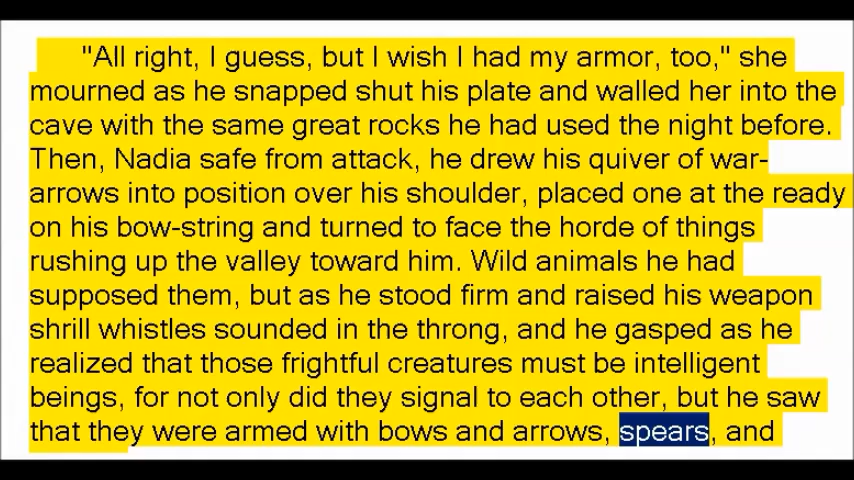 "All right, I guess, but I wish I had my armor, too," she
mourned as he snapped shut his plate and walled her into the
cave with the same great rocks he had used the night before.
Then, Nadia safe from attack, he drew his quiver of war-
arrows into position over his shoulder, placed one at the ready
on his bow-string and turned to face the horde of things
rushing up the valley toward him. Wild animals he had
supposed them, but as he stood firm and raised his weapon
shrill whistles sounded in the throng, and he gasped as he
realized that those frightful creatures must be intelligent
beings, for not only did they signal to each other, but he saw
that they were armed with bows and arrows, spears, and